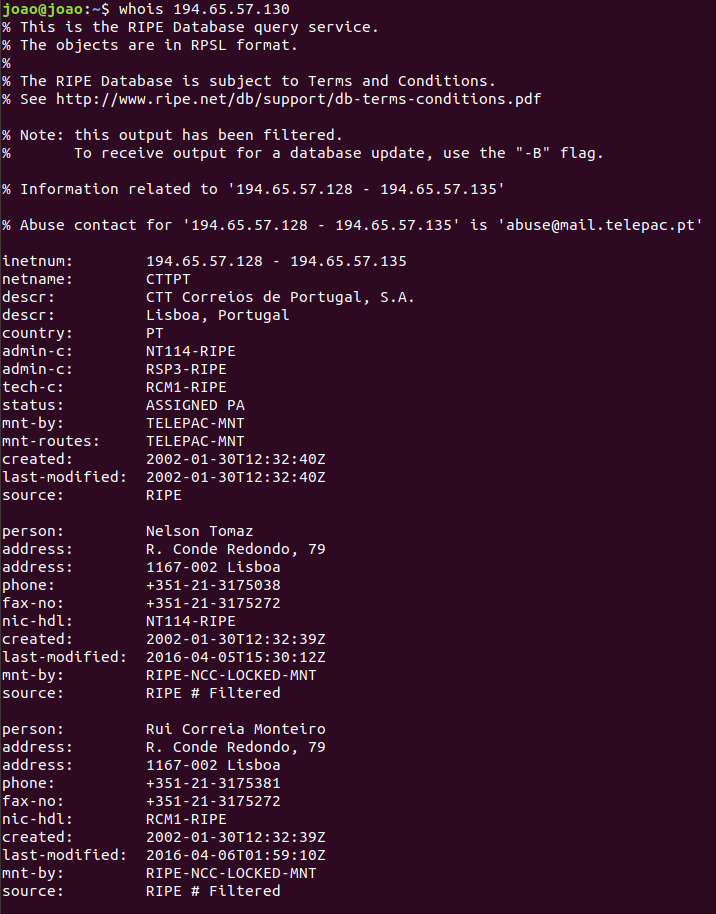 joao@joao:~$ whois 194.65.57.130
% This is the RIPE Database query service.
% The objects are in RPSL format.
%
% The RIPE Database is subject to Terms and Conditions.
% See http://www.ripe.net/db/support/db-terms-conditions.pdf

% Note: this output has been filtered.
%       To receive output for a database update, use the "-B" flag.

% Information related to '194.65.57.128 - 194.65.57.135'

% Abuse contact for '194.65.57.128 - 194.65.57.135' is 'abuse@mail.telepac.pt'

inetnum:        194.65.57.128 - 194.65.57.135
netname:        CTTPT
descr:          CTT Correios de Portugal, S.A.
descr:          Lisboa, Portugal
country:        PT
admin-c:        NT114-RIPE
admin-c:        RSP3-RIPE
tech-c:         RCM1-RIPE
status:         ASSIGNED PA
mnt-by:         TELEPAC-MNT
mnt-routes:     TELEPAC-MNT
created:        2002-01-30T12:32:40Z
last-modified:  2002-01-30T12:32:40Z
source:         RIPE

person:         Nelson Tomaz
address:        R. Conde Redondo, 79
address:        1167-002 Lisboa
phone:          +351-21-3175038
fax-no:         +351-21-3175272
nic-hdl:        NT114-RIPE
created:        2002-01-30T12:32:39Z
last-modified:  2016-04-05T15:30:12Z
mnt-by:         RIPE-NCC-LOCKED-MNT
source:         RIPE # Filtered

person:         Rui Correia Monteiro
address:        R. Conde Redondo, 79
address:        1167-002 Lisboa
phone:          +351-21-3175381
fax-no:         +351-21-3175272
nic-hdl:        RCM1-RIPE
created:        2002-01-30T12:32:39Z
last-modified:  2016-04-06T01:59:10Z
mnt-by:         RIPE-NCC-LOCKED-MNT
source:         RIPE # Filtered